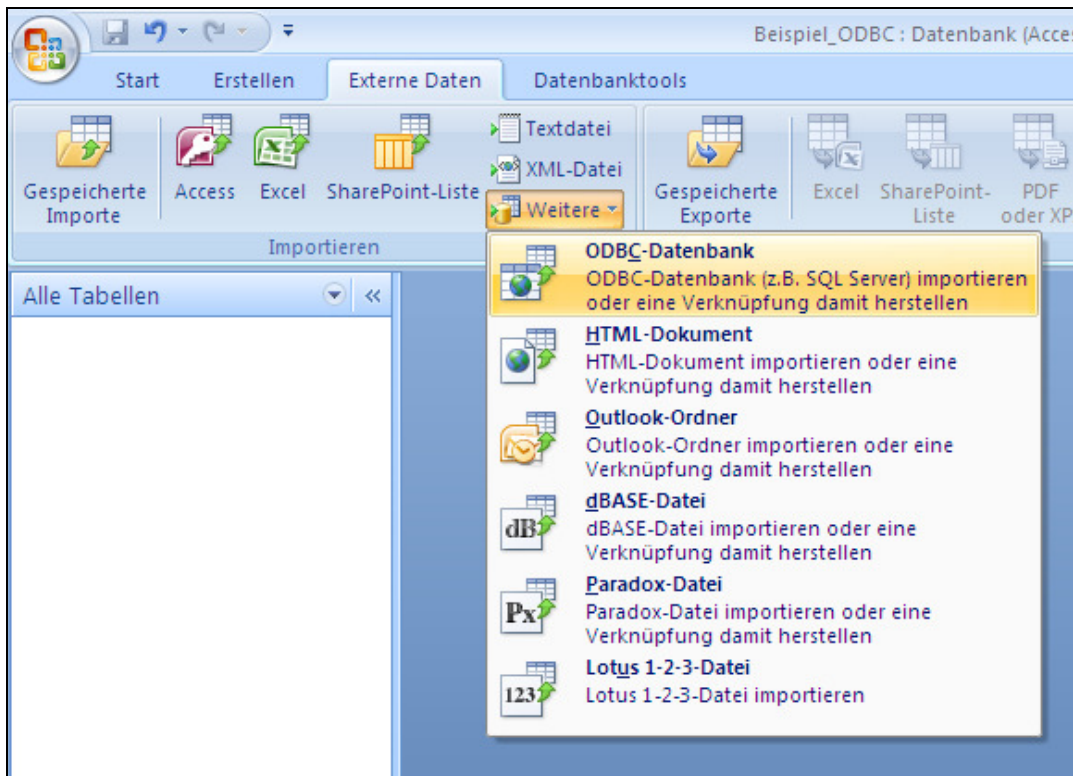 Beispiel_ODBC : Datenbank (Acces
Start Erstellen Externe Daten Datenbanktools
Textdatei
XML-Datei
Gespeicherte Importe
Access
Excel
SharePoint-Liste
Weitere
Gespeicherte Exporte
Excel
SharePoint-
Liste
PDF
oder XP
Importieren
Alle Tabellen
ODBC-Datenbank
ODBC-Datenbank (z.B. SQL Server) importieren
oder eine Verknüpfung damit herstellen
HTML-Dokument
HTML-Dokument importieren oder eine
Verknüpfung damit herstellen
Outlook-Ordner
Outlook-Ordner importieren oder eine
Verknüpfung damit herstellen
dB
dBASE-Datei
dBASE-Datei importieren oder eine
Verknüpfung damit herstellen
Px
Paradox-Datei
Paradox-Datei importieren oder eine
Verknüpfung damit herstellen
123
Lotus 1-2-3-Datei
Lotus 1-2-3-Datei importieren